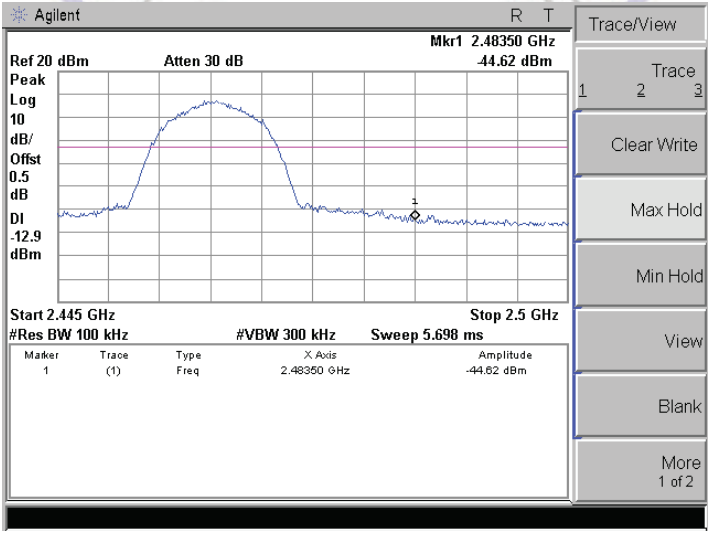 Agilent R T
Mkr1 2.48350 GHz
Ref 20 dBm Atten 30 dB -44.62 dBm
Peak
Log
10
dB/
Offst
0.5
dB
DI
-12.9
dBm
1
Start 2.445 GHz Stop 2.5 GHz
#Res BW 100 kHz #VBW 300 kHz Sweep 5.698 ms
Marker Trace Type X Axis Amplitude
1 (1) Freq 2.48350 GHz -44.62 dBm
Trace/View
Trace
1 2 3
Clear Write
Max Hold
Min Hold
View
Blank
More
1 of 2